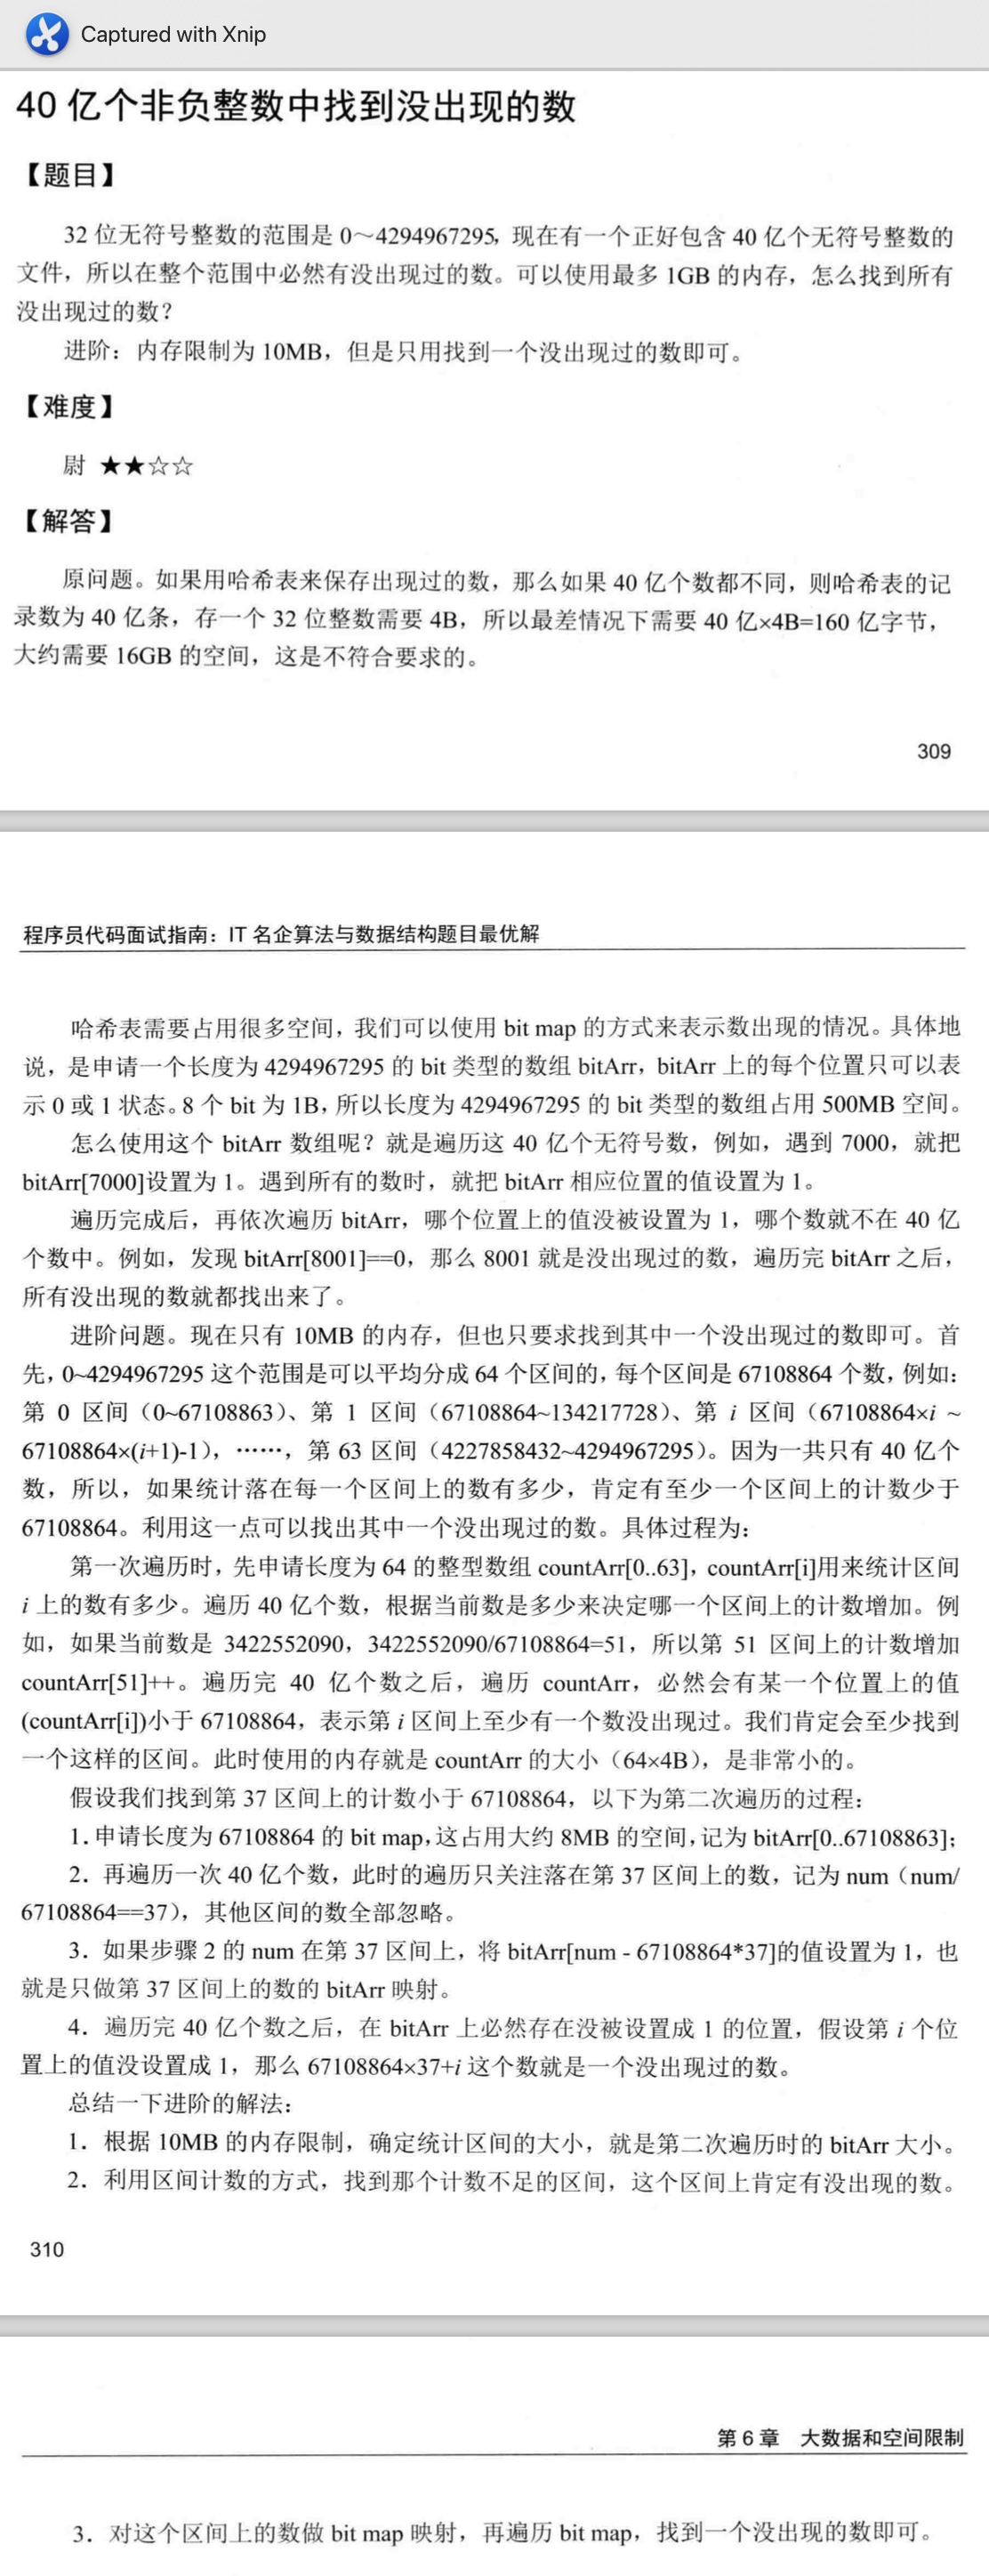 Captured with Xnip
40 亿个非负整数中找到没出现的数
【题目】
32 位无符号整数的范围是 0～4294967295，现在有一个正好包含 40 亿个无符号整数的
文件，所以在整个范围中必然有没出现过的数。可以使用最多 1GB 的内存，怎么找到所有
没出现过的数？
进阶：内存限制为 10MB，但是只用找到一个没出现过的数即可。
【难度】
尉 ★★☆☆
【解答】
原问题。如果用哈希表来保存出现过的数，那么如果 40 亿个数都不同，则哈希表的记
录数为 40 亿条，存一个 32 位整数需要 4B，所以最差情况下需要 40 亿×4B=160 亿字节，
大约需要 16GB 的空间，这是不符合要求的。
309
程序员代码面试指南：IT 名企算法与数据结构题目最优解
哈希表需要占用很多空间，我们可以使用 bit map 的方式来表示数出现的情况。具体地
说，是申请一个长度为 4294967295 的 bit 类型的数组 bitArr，bitArr 上的每个位置只可以表
示 0 或 1 状态。8 个 bit 为 1B，所以长度为 4294967295 的 bit 类型的数组占用 500MB 空间。
怎么使用这个 bitArr 数组呢？就是遍历这 40 亿个无符号数，例如，遇到 7000，就把
bitArr[7000]设置为 1。遇到所有的数时，就把 bitArr 相应位置的值设置为 1。
遍历完成后，再依次遍历 bitArr，哪个位置上的值没被设置为 1，哪个数就不在 40 亿
个数中。例如，发现 bitArr[8001]==0，那么 8001 就是没出现过的数，遍历完 bitArr 之后，
所有没出现的数就都找出来了。
进阶问题。现在只有 10MB 的内存，但也只要求找到其中一个没出现过的数即可。首
先，0~4294967295 这个范围是可以平均分成 64 个区间的，每个区间是 67108864 个数，例如：
第 0 区间（0~67108863）、第 1 区间（67108864~134217728）、第 i 区间（67108864×i ~
67108864×(i+1)-1），……，第 63 区间（4227858432~4294967295）。因为一共只有 40 亿个
数，所以，如果统计落在每一个区间上的数有多少，肯定有至少一个区间上的计数少于
67108864。利用这一点可以找出其中一个没出现过的数。具体过程为：
第一次遍历时，先申请长度为 64 的整型数组 countArr[0..63]，countArr[i]用来统计区间
i 上的数有多少。遍历 40 亿个数，根据当前数是多少来决定哪一个区间上的计数增加。例
如，如果当前数是 3422552090，3422552090/67108864=51，所以第 51 区间上的计数增加
countArr[51]++。遍历完 40 亿个数之后，遍历 countArr，必然会有某一个位置上的值
(countArr[i])小于 67108864，表示第 i 区间上至少有一个数没出现过。我们肯定会至少找到
一个这样的区间。此时使用的内存就是 countArr 的大小（64×4B），是非常小的。
假设我们找到第 37 区间上的计数小于 67108864，以下为第二次遍历的过程：
1. 申请长度为 67108864 的 bit map，这占用大约 8MB 的空间，记为 bitArr[0..67108863]；
2．再遍历一次 40 亿个数，此时的遍历只关注落在第 37 区间上的数，记为 num（num/
67108864==37），其他区间的数全部忽略。
3．如果步骤 2 的 num 在第 37 区间上，将 bitArr[num - 67108864*37]的值设置为 1，也
就是只做第 37 区间上的数的 bitArr 映射。
4．遍历完 40 亿个数之后，在 bitArr 上必然存在没被设置成 1 的位置，假设第 i 个位
置上的值没设置成 1，那么 67108864×37+i 这个数就是一个没出现过的数。
总结一下进阶的解法：
1．根据 10MB 的内存限制，确定统计区间的大小，就是第二次遍历时的 bitArr 大小。
2．利用区间计数的方式，找到那个计数不足的区间，这个区间上肯定有没出现的数。
310
第 6 章 大数据和空间限制
3．对这个区间上的数做 bit map 映射，再遍历 bit map，找到一个没出现的数即可。